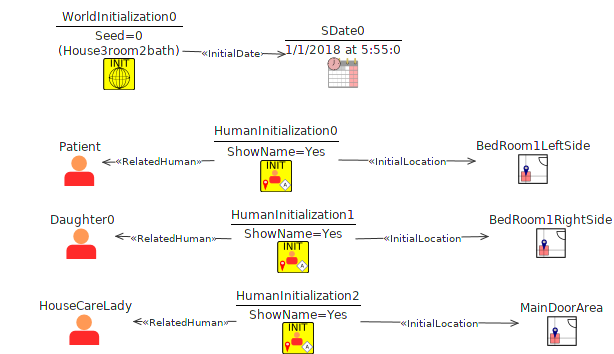 WorldInitialization0
Seed=0
(House3room2bath)
INIT
«InitialDate»
SDate0
1/1/2018 at 5:55:0
Patient
«RelatedHuman»
HumanInitialization0
ShowName=Yes
INIT
A
«InitialLocation
BedRoom1LeftSide
Daughter0
«RelatedHuman»
HumanInitialization1
ShowName=Yes
INIT
A
«InitialLocation
BedRoom1RightSide
HouseCareLady
«RelatedHuman»
HumanInitialization2
ShowName=Yes
INIT
A
«InitialLocation
MainDoorArea